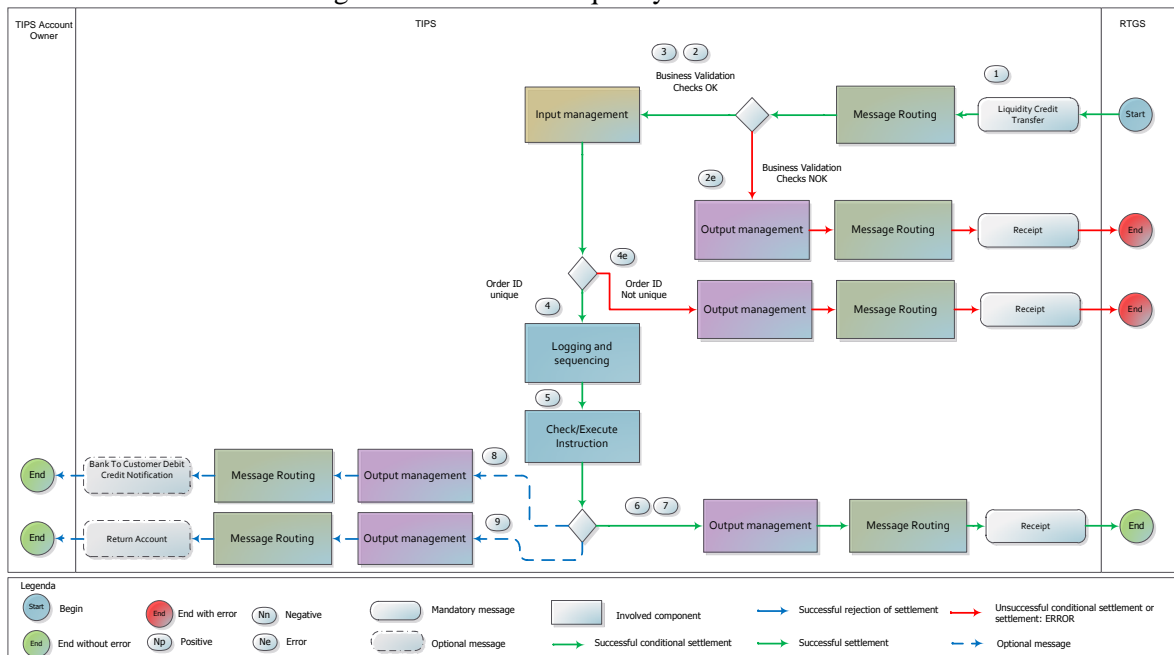 TIPS Account
Owner
TIPS
RTGS
3
2
1
Business Validation
Checks OK
Input management
Message Routing
Liquidity Credit
Transfer
Start
Business Validation
Checks NOK
2e
Output management
Message Routing
Receipt
End
4e
Order ID
unique
Order ID
Not unique
4
Output management
Message Routing
Receipt
End
Logging and
sequencing
5
Check/Execute
Instruction
8
End
Bank To Customer Debit
Credit Notification
Message Routing
Output management
6
7
Output management
Message Routing
Receipt
End
9
End
Return Account
Message Routing
Output management
Legenda
Start
Begin
End
End with error
Nn
Negative
Mandatory message
Involved component
Successful rejection of settlement
Unsuccessful conditional settlement or
settlement: ERROR
End
End without error
Np
Positive
Ne
Error
Optional message
Successful conditional settlement
Successful settlement
Optional message